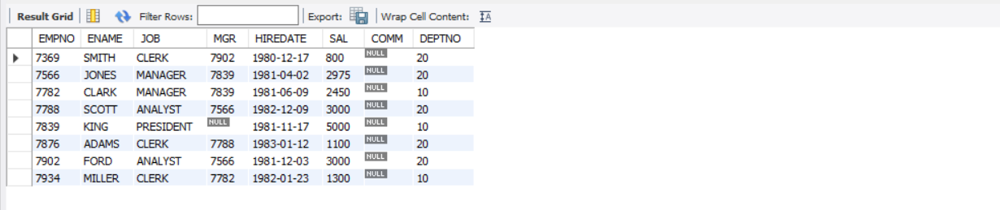 Result Grid Filter Rows: Export: Wrap Cell Content: IA
EMPNO ENAME JOB MGR HIREDATE SAL COMM DEPTNO
7369 SMITH CLERK 7902 1980-12-17 800 NULL 20
7566 JONES MANAGER 7839 1981-04-02 2975 NULL 20
7782 CLARK MANAGER 7839 1981-06-09 2450 NULL 10
7788 SCOTT ANALYST 7566 1982-12-09 3000 NULL 20
7839 KING PRESIDENT NULL 1981-11-17 5000 NULL 10
7876 ADAMS CLERK 7788 1983-01-12 1100 NULL 20
7902 FORD ANALYST 7566 1981-12-03 3000 NULL 20
7934 MILLER CLERK 7782 1982-01-23 1300 NULL 10